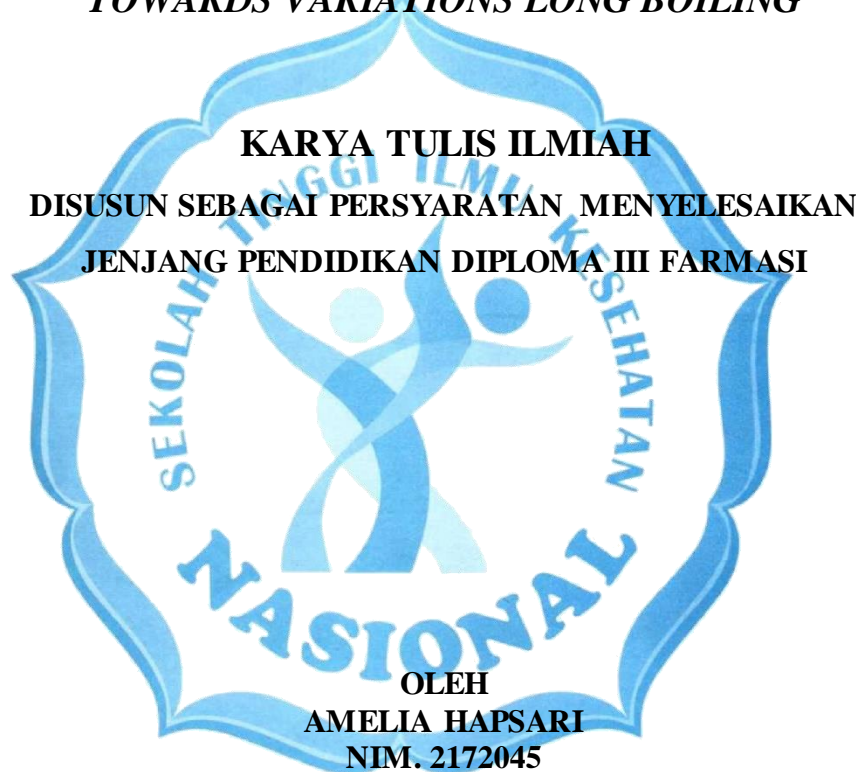 TOWARDS VARIATIONS LONG BOILING
KARYA TULIS ILMIAH
DISUSUN SEBAGAI PERSYARATAN MENYELESAIKAN
JENJANG PENDIDIKAN DIPLOMA III FARMASI
SEKOLAH TINGGI ILMU KESEHATAN
NASIONAL
OLEH
AMELIA HAPSARI
NIM. 2172045